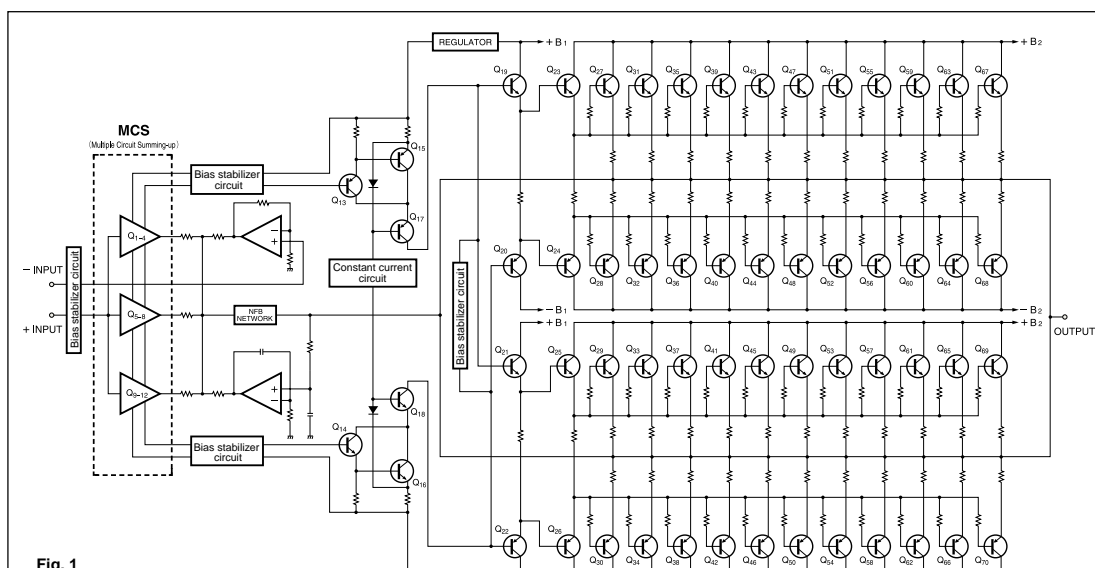 REGULATOR
+ B1
+ B2
Q19
Q23
Q27
Q31
Q35
Q39
Q43
Q47
Q51
Q55
Q59
Q63
Q67
MCS
(Multiple Circuit Summing-up)
Q15
Bias stabilizer
circuit
Q13
Q17
Q1–4
− INPUT
+ INPUT
Bias stabilizer circuit
Constant current
circuit
Bias stabilizer circuit
Q20
Q24
Q28
Q32
Q36
Q40
Q44
Q48
Q52
Q56
Q60
Q64
Q68
Q5–8
NFB
NETWORK
− B1
− B2
+ B1
+ B2
OUTPUT
Q21
Q25
Q29
Q33
Q37
Q41
Q45
Q49
Q53
Q57
Q61
Q65
Q69
Q9–12
Q18
Q14
Bias stabilizer
circuit
Q16
Q22
Q26
Q30
Q34
Q38
Q42
Q46
Q50
Q54
Q58
Q62
Q66
Q70
Fig. 1